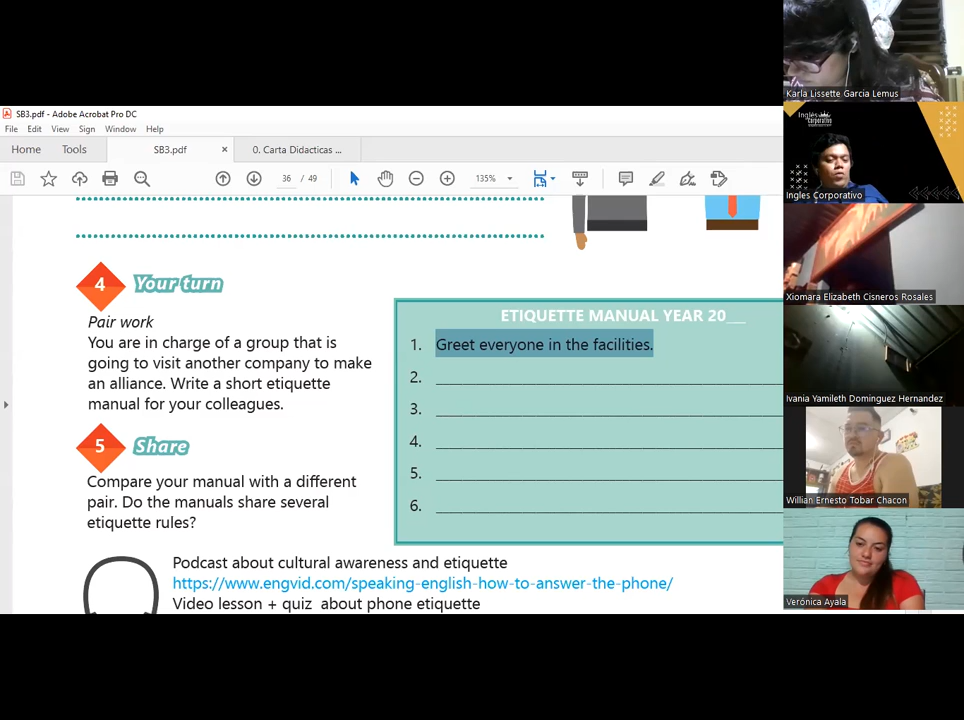 SB3.pdf - Adobe Acrobat Pro DC
File Edit View Sign Window Help
Home Tools SB3.pdf × 0. Carta Didacticas ...
36 / 49 135%
4 Your turn
Pair work
You are in charge of a group that is
going to visit another company to make
an alliance. Write a short etiquette
manual for your colleagues.
5 Share
Compare your manual with a different
pair. Do the manuals share several
etiquette rules?
ETIQUETTE MANUAL YEAR 20___
1. Greet everyone in the facilities.
2.
3.
4.
5.
6.
Podcast about cultural awareness and etiquette
https://www.engvid.com/speaking-english-how-to-answer-the-phone/
Video lesson + quiz about phone etiquette
Karla Lissette Garcia Lemus
Inglés
Corporativo
Ingles Corporativo
Xiomara Elizabeth Cisneros Rosales
Ivania Yamileth Dominguez Hernandez
Willian Ernesto Tobar Chacon
Verónica Ayala